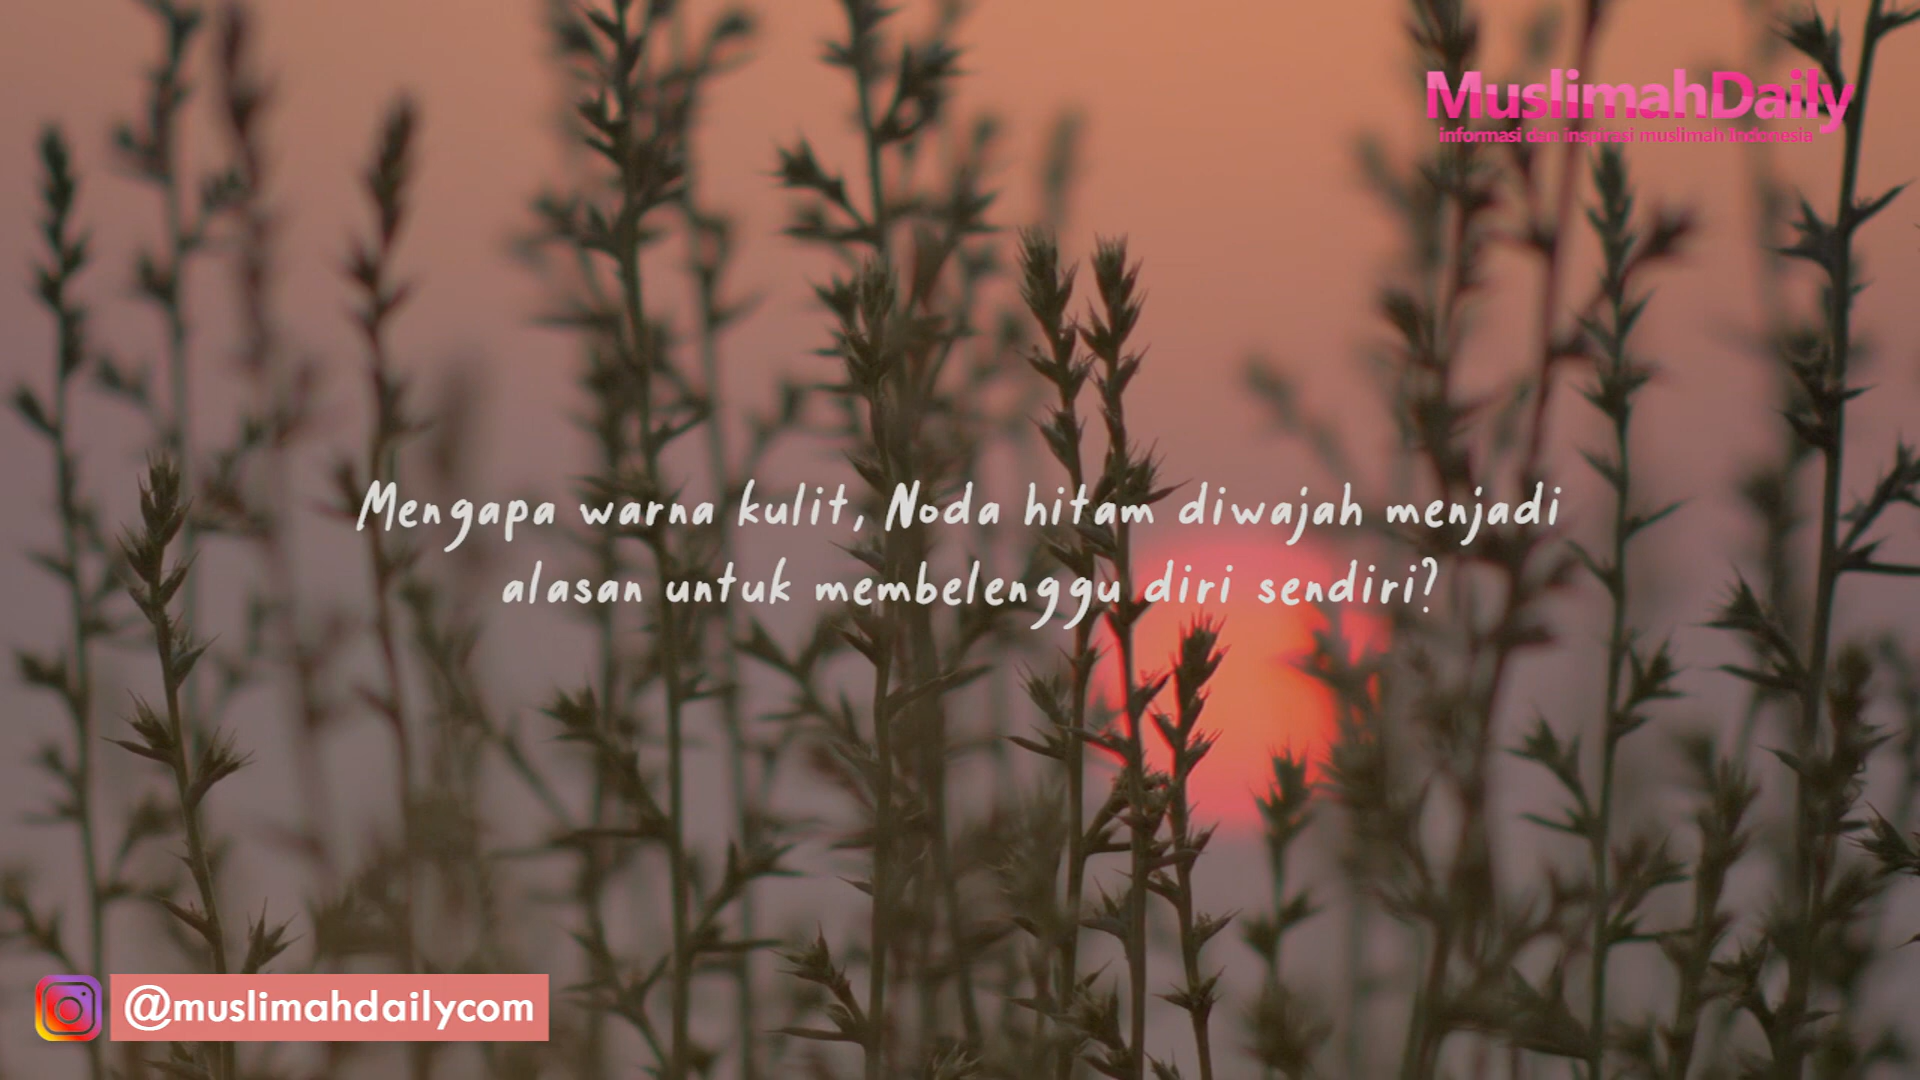 MuslimahDaily
informasi dan inspirasi muslimah Indonesia
Mengapa warna kulit, Noda hitam diwajah menjadi
alasan untuk membelenggu diri sendiri?
@muslimahdailycom